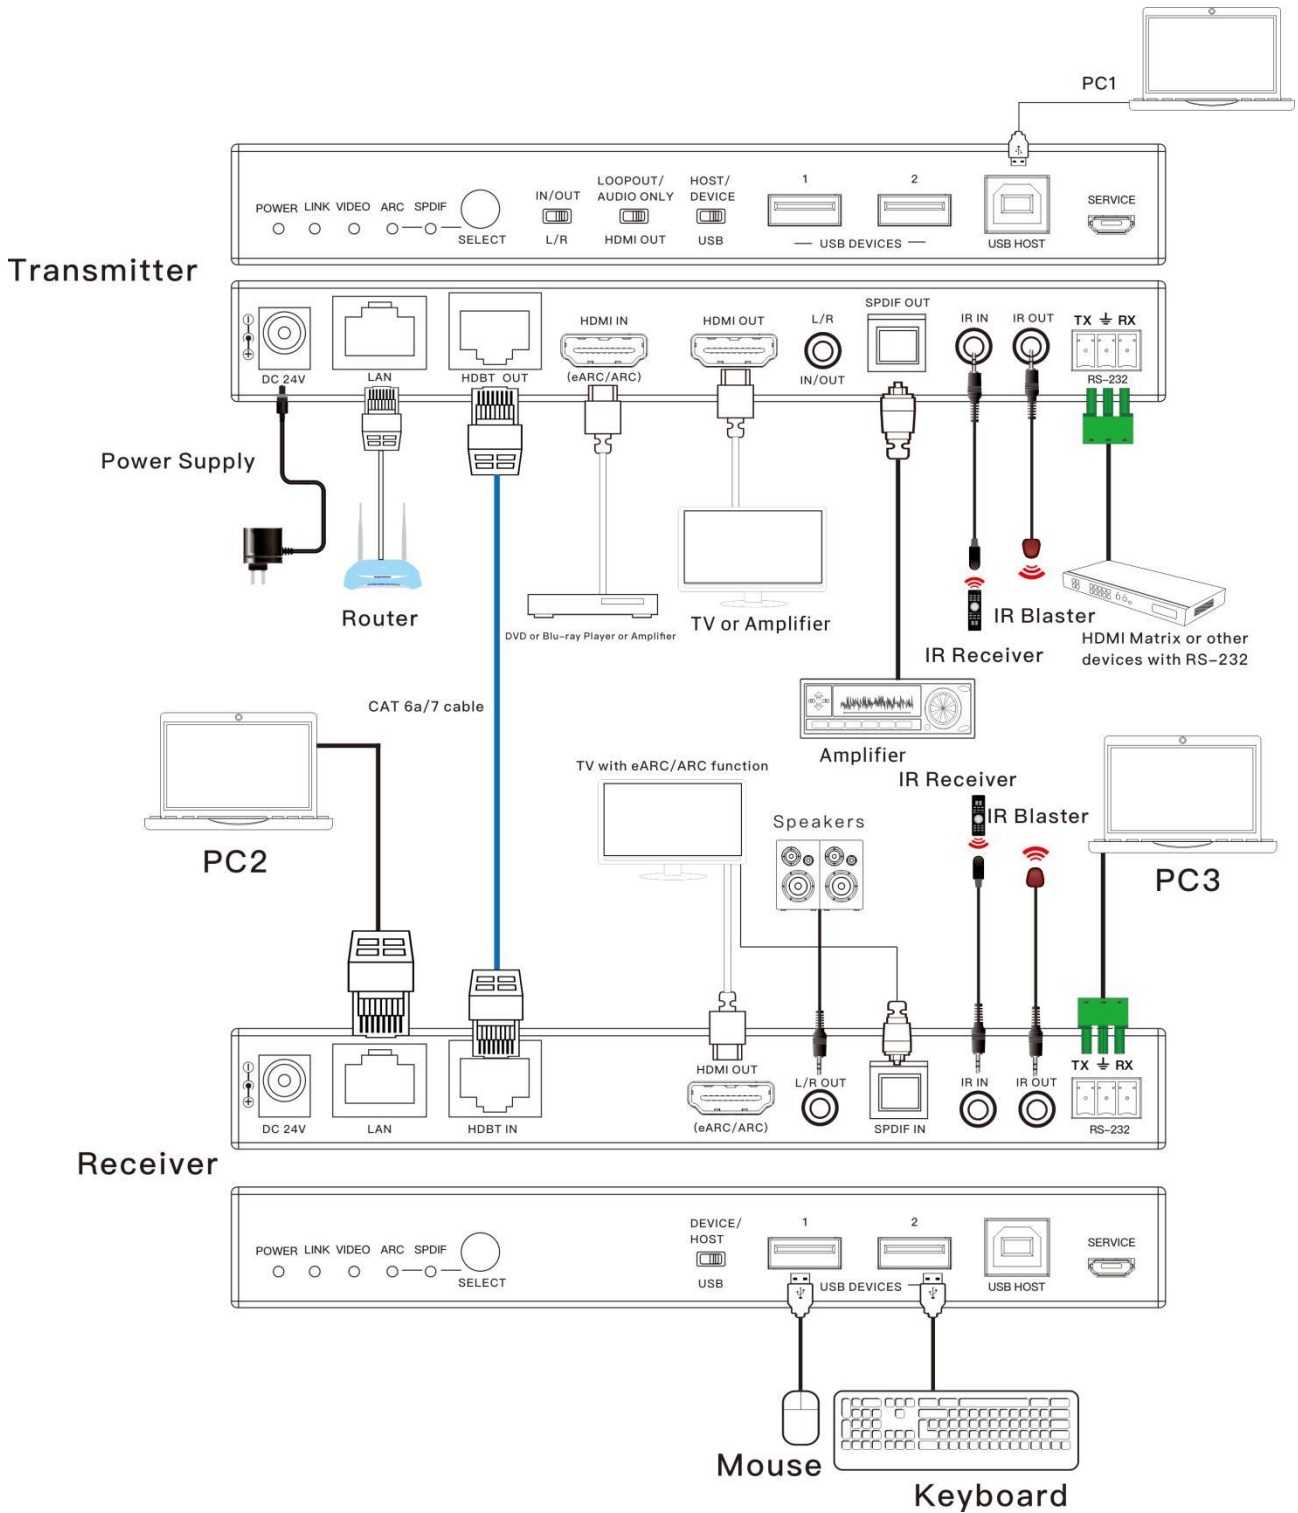 PC1
LOOPOUT/ HOST/ 1 2
IN/OUT AUDIO ONLY DEVICE SERVICE
POWER LINK VIDEO ARC SPDIF
SELECT L/R HDMI OUT USB — USB DEVICES — USB HOST
Transmitter
SPDIF OUT
HDMI IN HDMI OUT L/R IR IN IR OUT TX RX
DC 24V LAN HDBT OUT (eARC/ARC) IN/OUT RS-232
Power Supply
Router
DVD or Blu-ray Player or Amplifier
TV or Amplifier
IR Blaster
IR Receiver
HDMI Matrix or other
devices with RS-232
CAT 6a/7 cable
Amplifier
TV with eARC/ARC function
IR Receiver
IR Blaster
Speakers
PC2
PC3
HDMI OUT L/R OUT IR IN IR OUT TX RX
DC 24V LAN HDBT IN (eARC/ARC) SPDIF IN RS-232
Receiver
DEVICE/ 1 2
HOST SERVICE
POWER LINK VIDEO ARC SPDIF
SELECT USB USB DEVICES — USB HOST
Mouse
Keyboard